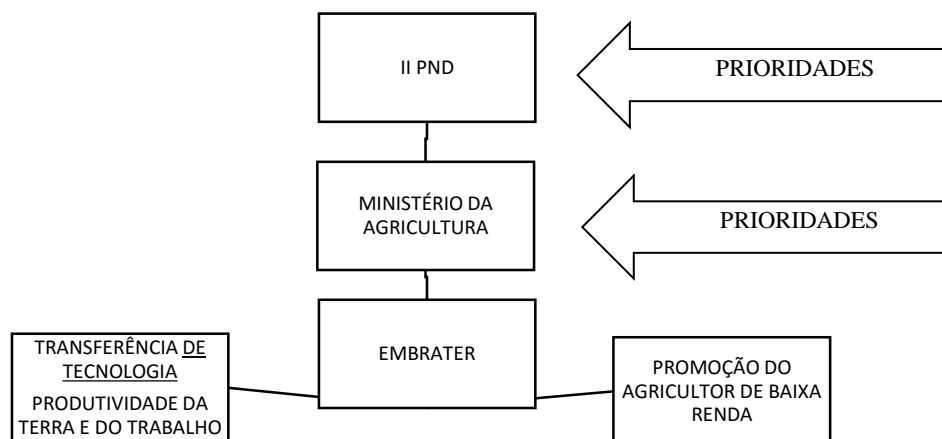 II PND
PRIORIDADES
MINISTÉRIO DA
AGRICULTURA
PRIORIDADES
EMBRATER
TRANSFERÊNCIA DE
TECNOLOGIA
PRODUTIVIDADE DA
TERRA E DO TRABALHO
PROMOÇÃO DO
AGRICULTOR DE BAIXA
RENDA